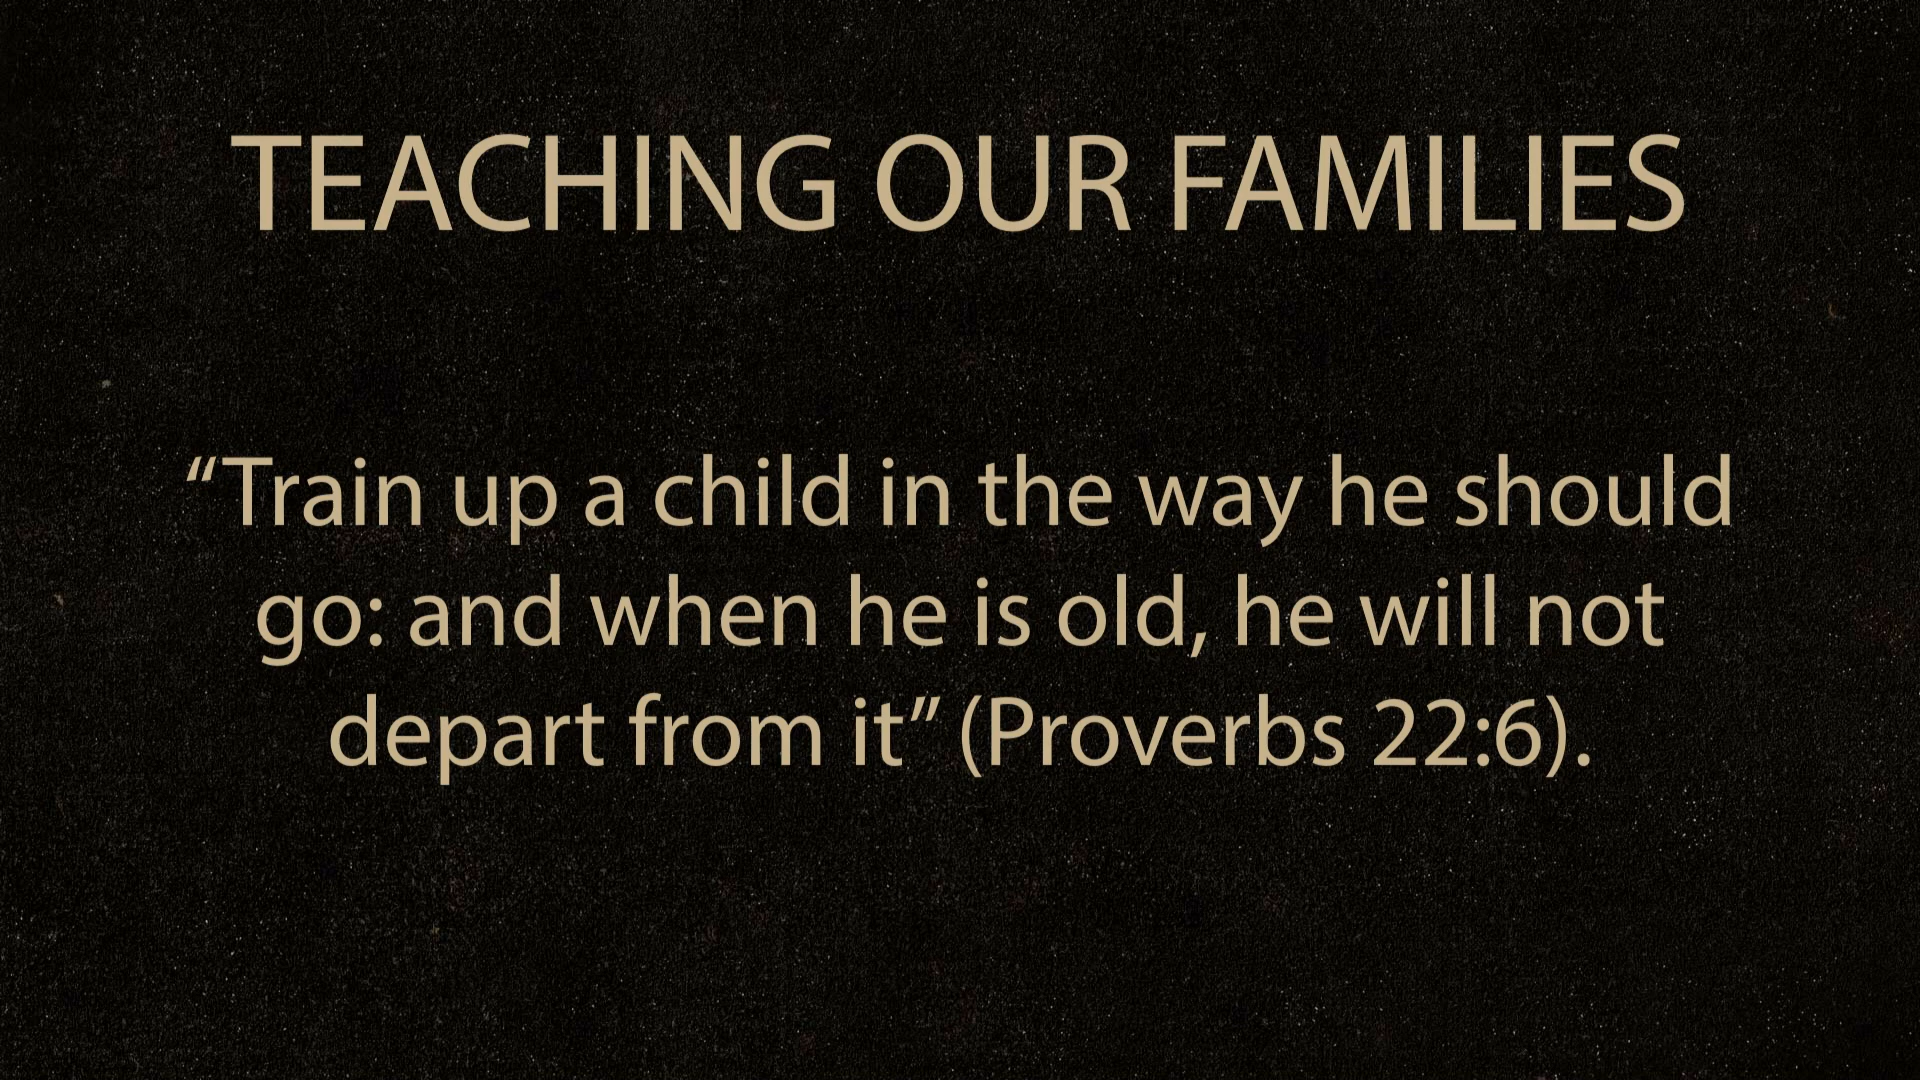 TEACHING OUR FAMILIES
“Train up a child in the way he should
go: and when he is old, he will not
depart from it” (Proverbs 22:6).